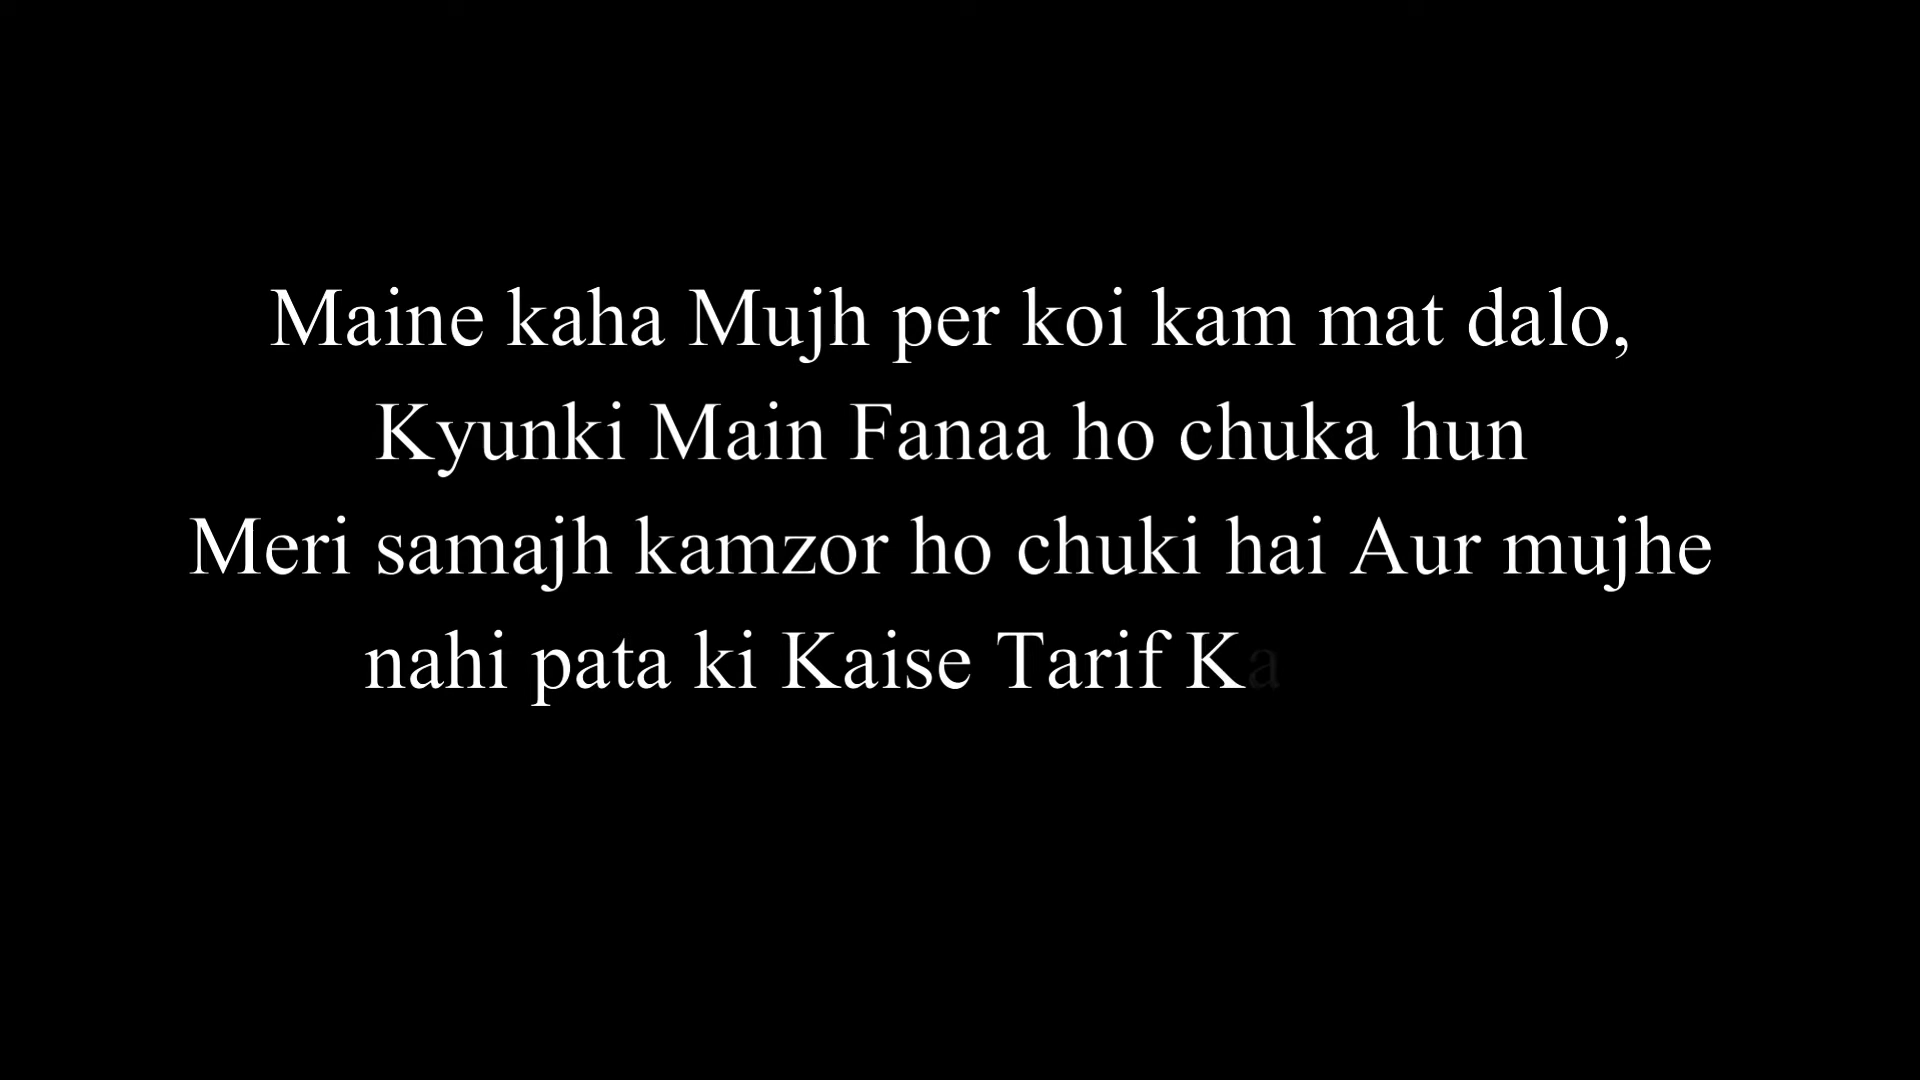 Maine kaha Mujh per koi kam mat dalo,
Kyunki Main Fanaa ho chuka hun
Meri samajh kamzor ho chuki hai Aur mujhe
nahi pata ki Kaise Tarif Ka